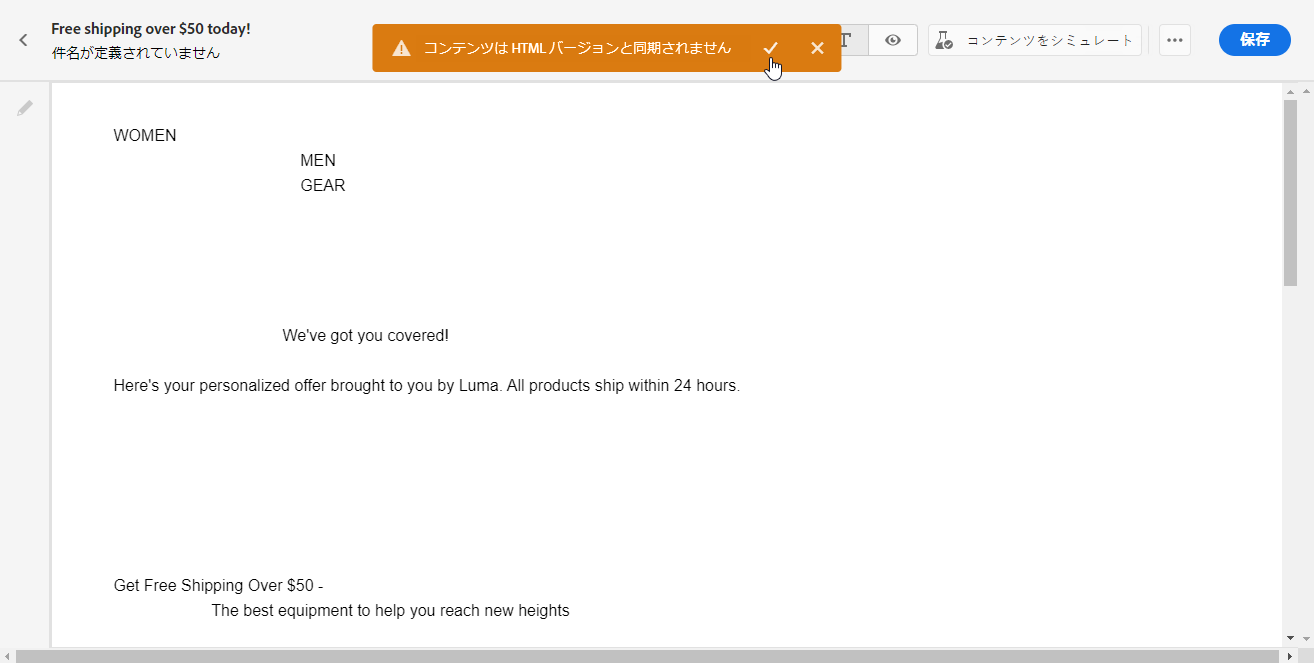 Free shipping over $50 today!
件名が定義されていません
コンテンツは HTML バージョンと同期されません
T
コンテンツをシミュレート
保存
WOMEN
MEN
GEAR
We've got you covered!
Here's your personalized offer brought to you by Luma. All products ship within 24 hours.
Get Free Shipping Over $50 -
The best equipment to help you reach new heights